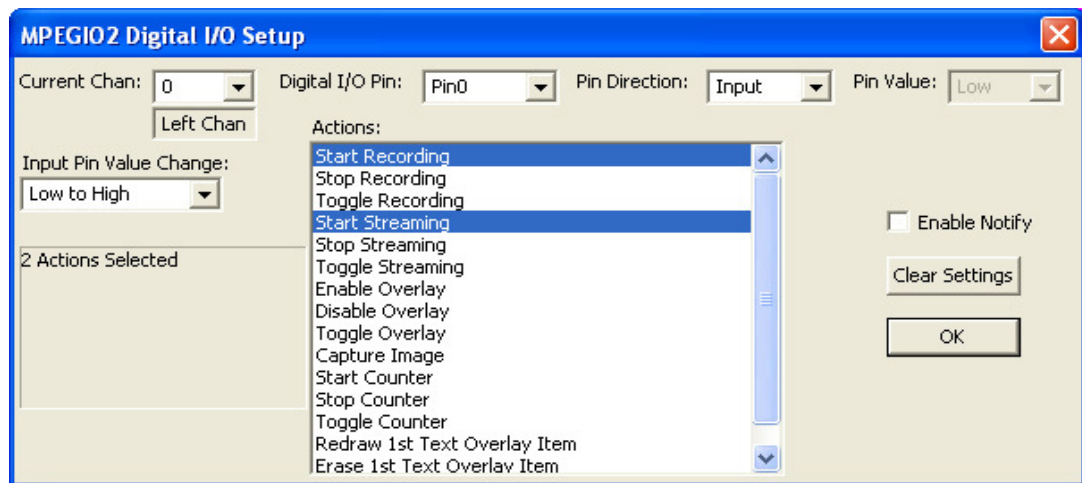 MPEGIO2 Digital I/O Setup
Current Chan: 0 Digital I/O Pin: Pin0 Pin Direction: Input Pin Value: Low
Left Chan
Actions:
Input Pin Value Change:
Low to High
2 Actions Selected
Start Recording
Stop Recording
Toggle Recording
Start Streaming
Stop Streaming
Toggle Streaming
Enable Overlay
Disable Overlay
Toggle Overlay
Capture Image
Start Counter
Stop Counter
Toggle Counter
Redraw 1st Text Overlay Item
Erase 1st Text Overlay Item
Enable Notify
Clear Settings
OK